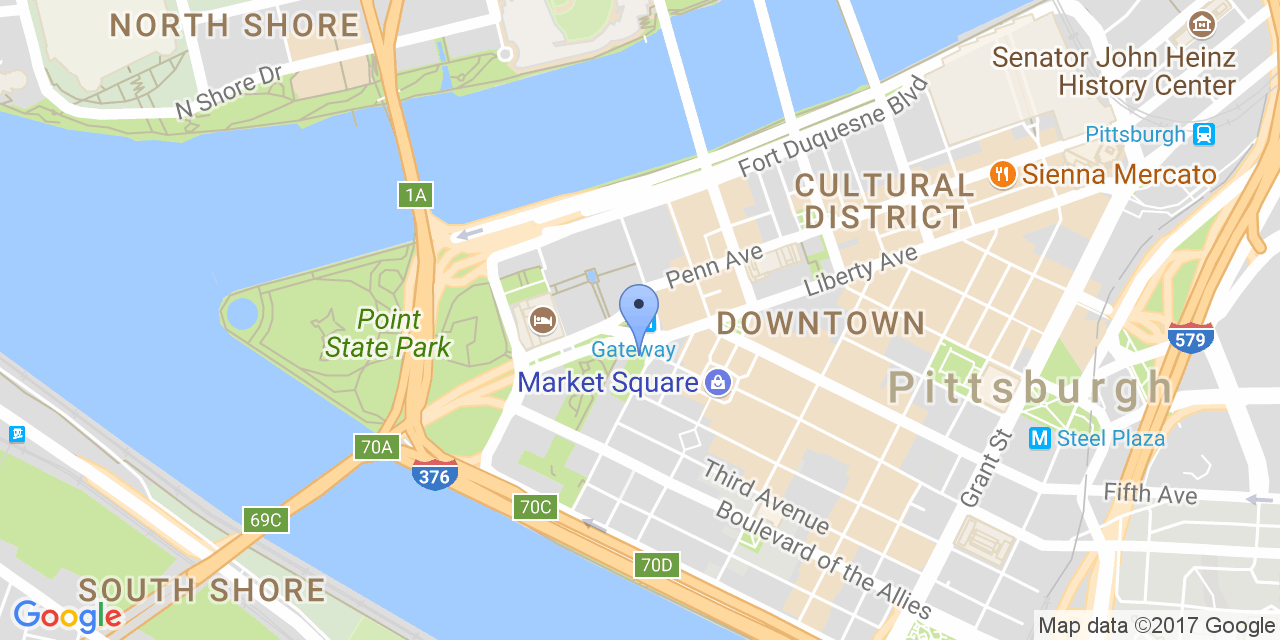 NORTH SHORE
N Shore Dr
Senator John Heinz
History Center
Fort Duquesne Blvd
Pittsburgh
Sienna Mercato
1A
CULTURAL
DISTRICT
Penn Ave
Liberty Ave
Point
State Park
DOWNTOWN
579
Gateway
Market Square
Pittsburgh
M Steel Plaza
70A
376
Grant St
Third Avenue
Fifth Ave
70C
69C
Boulevard of the Allies
70D
SOUTH SHORE
Google
Map data ©2017 Google